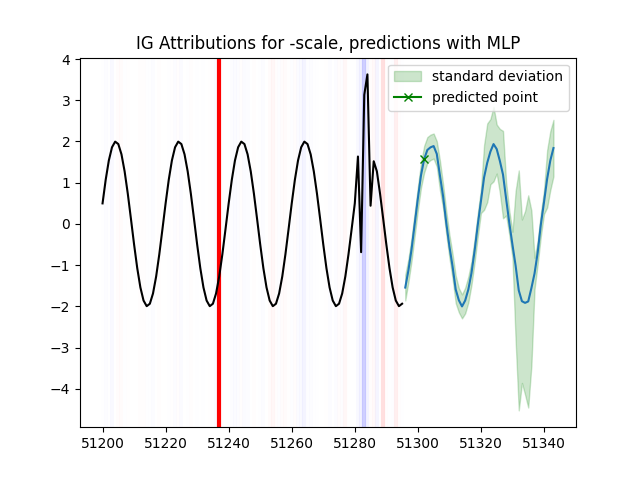 IG Attributions for -scale, predictions with MLP
4
3
2
1
0
−1
−2
−3
−4
standard deviation
predicted point
51200 51220 51240 51260 51280 51300 51320 51340